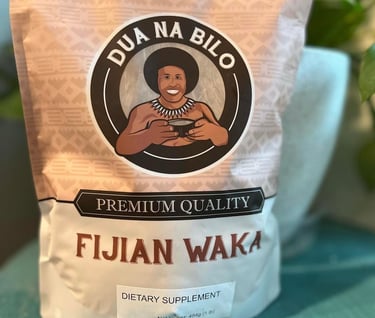 DUA NA BILO
PREMIUM QUALITY
FIJIAN WAKA
DIETARY SUPPLEMENT